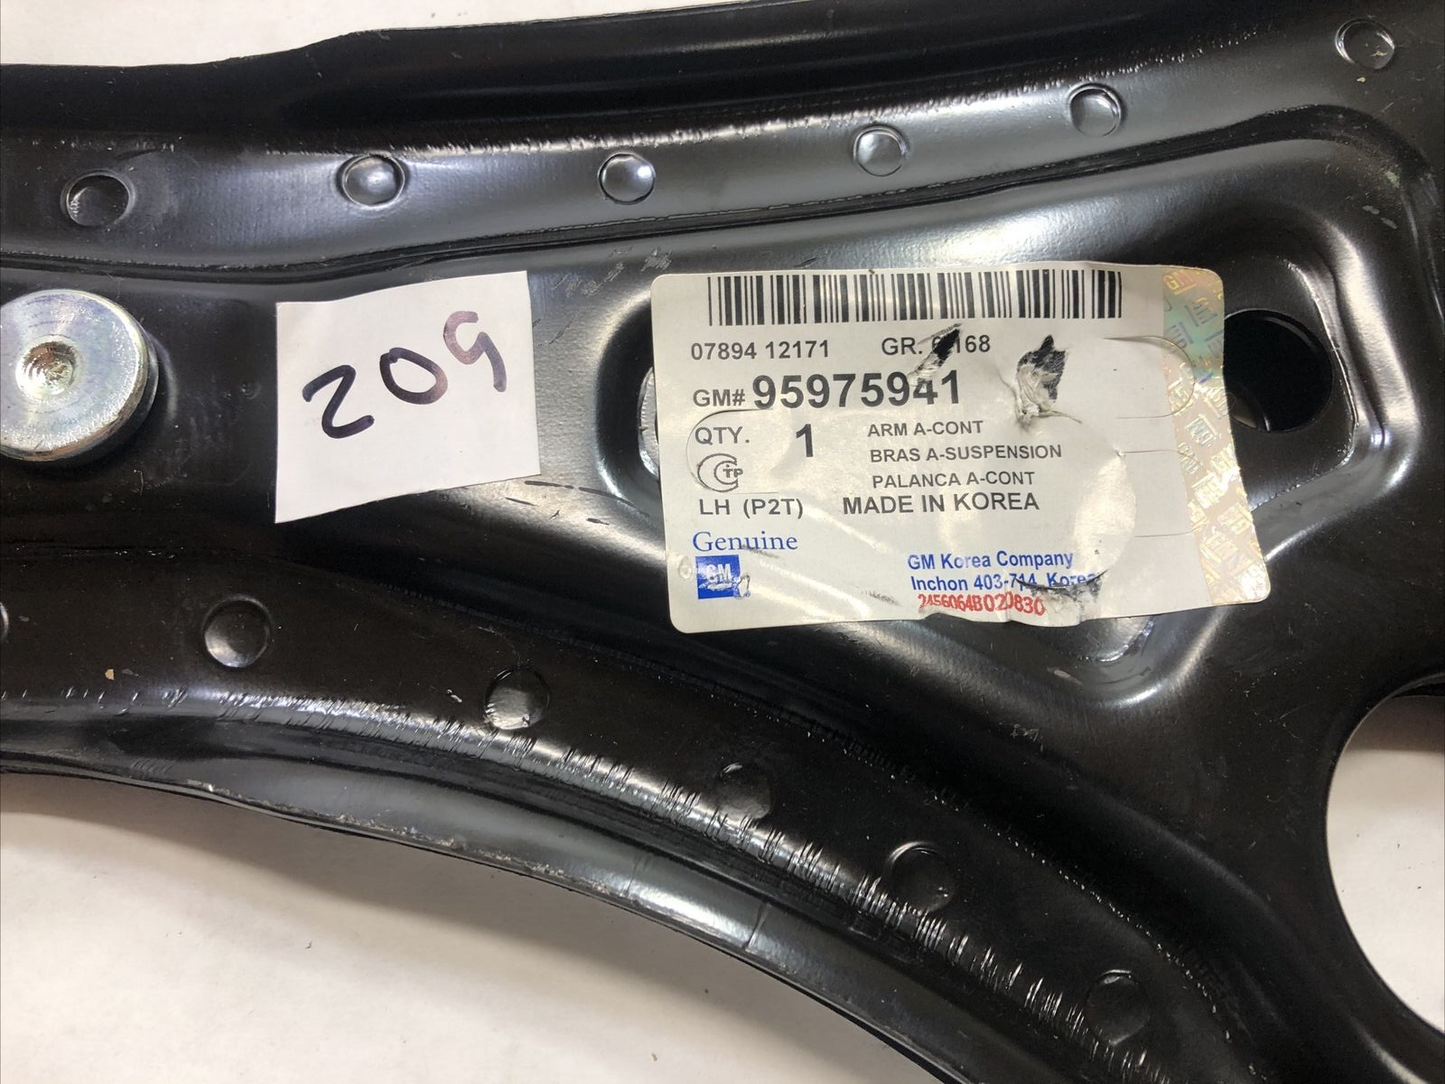 209
07894 12171 GR.
GM# 95975941
QTY. 1 ARM A-CONT
BRAS A-SUSPENSION
PALANCA A-CONT
LH (P2T) MADE IN KOREA
Genuine
GM
GM Korea Company
Inchon 403-714, Korea
2456064B020830